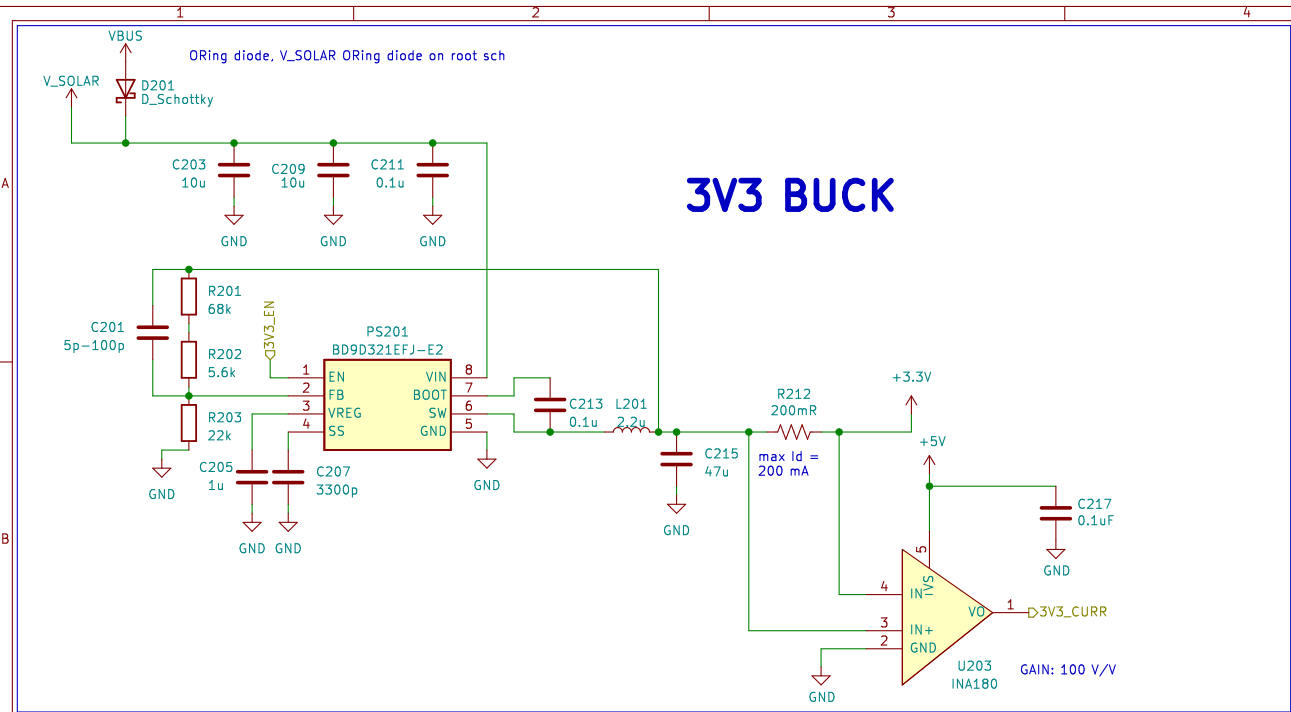 1
2
3
4
VBUS
ORing diode, V_SOLAR ORing diode on root sch
V_SOLAR
D201
D_Schottky
A
C203
10u
C209
10u
C211
0.1u
3V3 BUCK
GND
GND
GND
R201
68k
C201
5p-100p
R202
5.6k
3V3_EN
PS201
BD9D321EFJ-E2
1
EN
2
FB
3
VREG
4
SS
VIN
8
BOOT
7
SW
6
GND
5
R203
22k
GND
C205
1u
C207
3300p
GND
GND
GND
C213
0.1u
L201
2.2u
C215
47u
GND
R212
200mR
max Id =
200 mA
+3.3V
+5V
C217
0.1uF
GND
B
5
VS
4
IN-
3
IN+
2
GND
VO
1
3V3_CURR
GND
U203
INA180
GAIN: 100 V/V